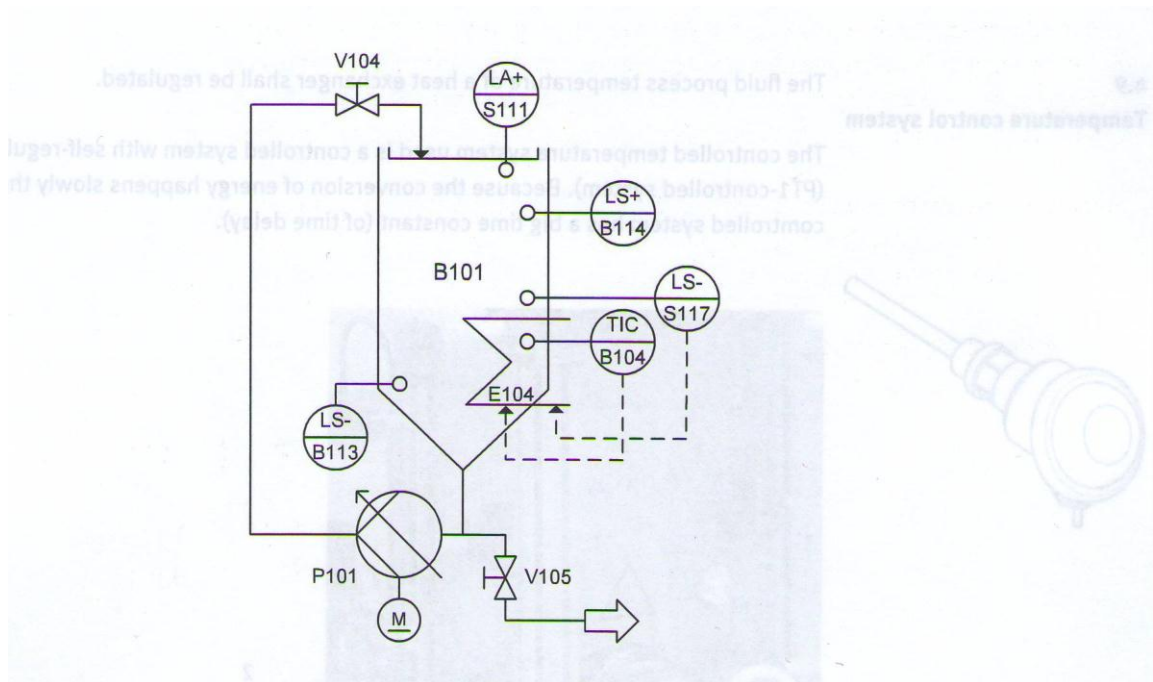 V104
LA+
S111
The fluid process temperature of a heat exchanger shall be regulated.
Temperature control system
The controlled temperature system used is a controlled system with self-regul
(PT1-controlled system). Because the conversion of energy happens slowly th
comtrolled system has a big time constant (of time delay).
LS+
B114
B101
LS-
S117
TIC
B104
E104
LS-
B113
P101
V105
M
2